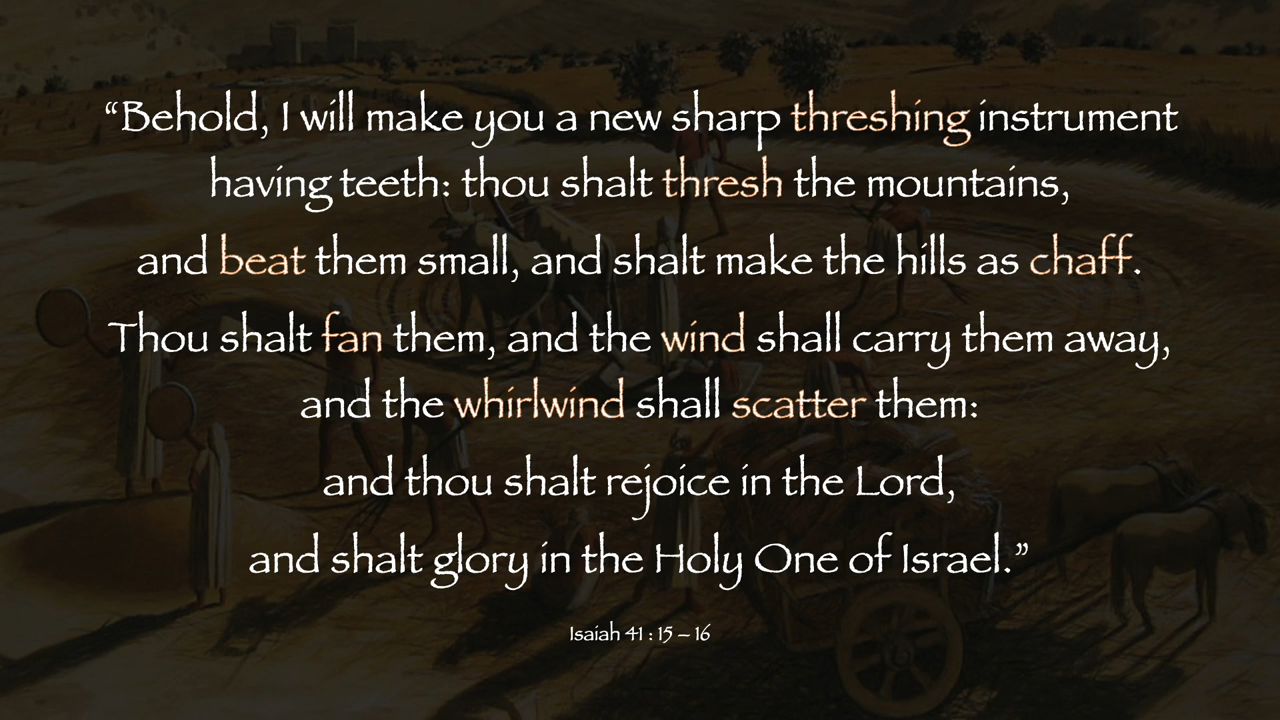 “Behold, I will make you a new sharp threshing instrument
having teeth: thou shalt thresh the mountains,
and beat them small, and shalt make the hills as chaff.
Thou shalt fan them, and the wind shall carry them away,
and the whirlwind shall scatter them:
and thou shalt rejoice in the Lord,
and shalt glory in the Holy One of Israel.”
Isaiah 41 : 15 – 16